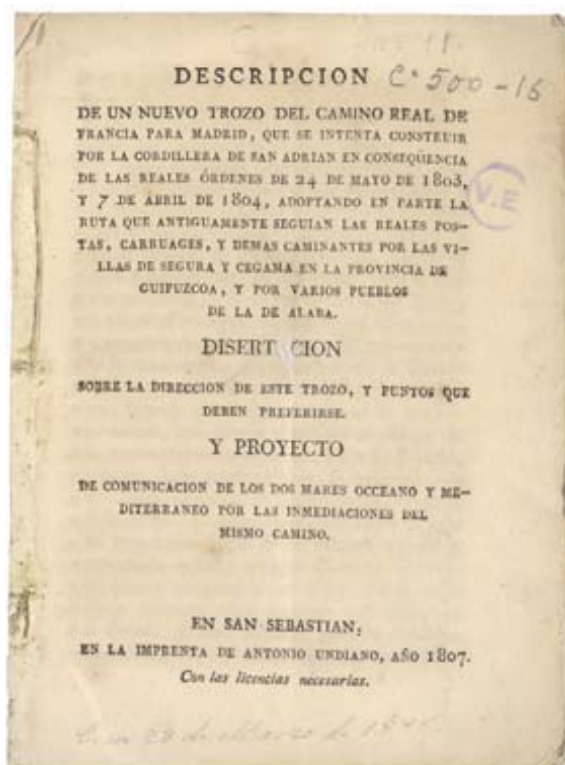 DESCRIPCION
Cª 500-15
DE UN NUEVO TROZO DEL CAMINO REAL DE
FRANCIA PARA MADRID, QUE SE INTENTA CONSTRUIR
POR LA CORDILLERA DE SAN ADRIAN EN CONSEQÜENCIA
DE LAS REALES ÓRDENES DE 24 DE MAYO DE 1803,
Y 7 DE ABRIL DE 1804, ADOPTANDO EN PARTE LA
RUTA QUE ANTIGUAMENTE SEGUIAN LAS REALES POS-
TAS, CARRUAGES, Y DEMAS CAMINANTES POR LAS VI-
LLAS DE SEGURA Y CEGAMA EN LA PROVINCIA DE
GUIPUZCOA, Y POR VARIOS PUEBLOS
DE LA DE ALABA.
V.E
DISERT CION
SOBRE LA DIRECCION DE ESTE TROZO, Y PUNTOS QUE
DEBEN PREFERIRSE.
Y PROYECTO
DE COMUNICACION DE LOS DOS MARES OCCEANO Y ME-
DITERRANEO POR LAS INMEDIACIONES DEL
MISMO CAMINO.
EN SAN SEBASTIAN:
EN LA IMPRENTA DE ANTONIO UNDIANO, AÑO 1807.
Con las licencias necesarias.
de Marzo de